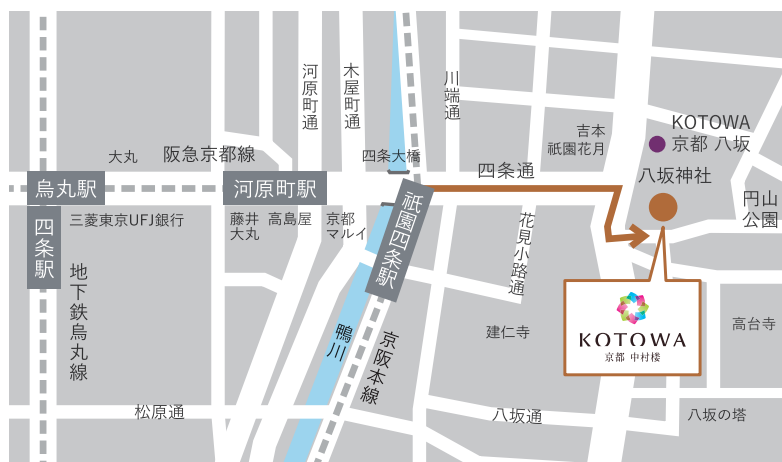 河原町通
木屋町通
川端通
吉本
祇園花月
KOTOWA
京都 八坂
大丸
阪急京都線
四条大橋
四条通
八坂神社
烏丸駅
河原町駅
祇園四条駅
円山
公園
四条駅
三菱東京UFJ銀行
藤井
大丸
高島屋
京都
マルイ
花見小路通
地下鉄烏丸線
鴨川
京阪本線
建仁寺
KOTOWA
京都 中村楼
高台寺
松原通
八坂通
八坂の塔